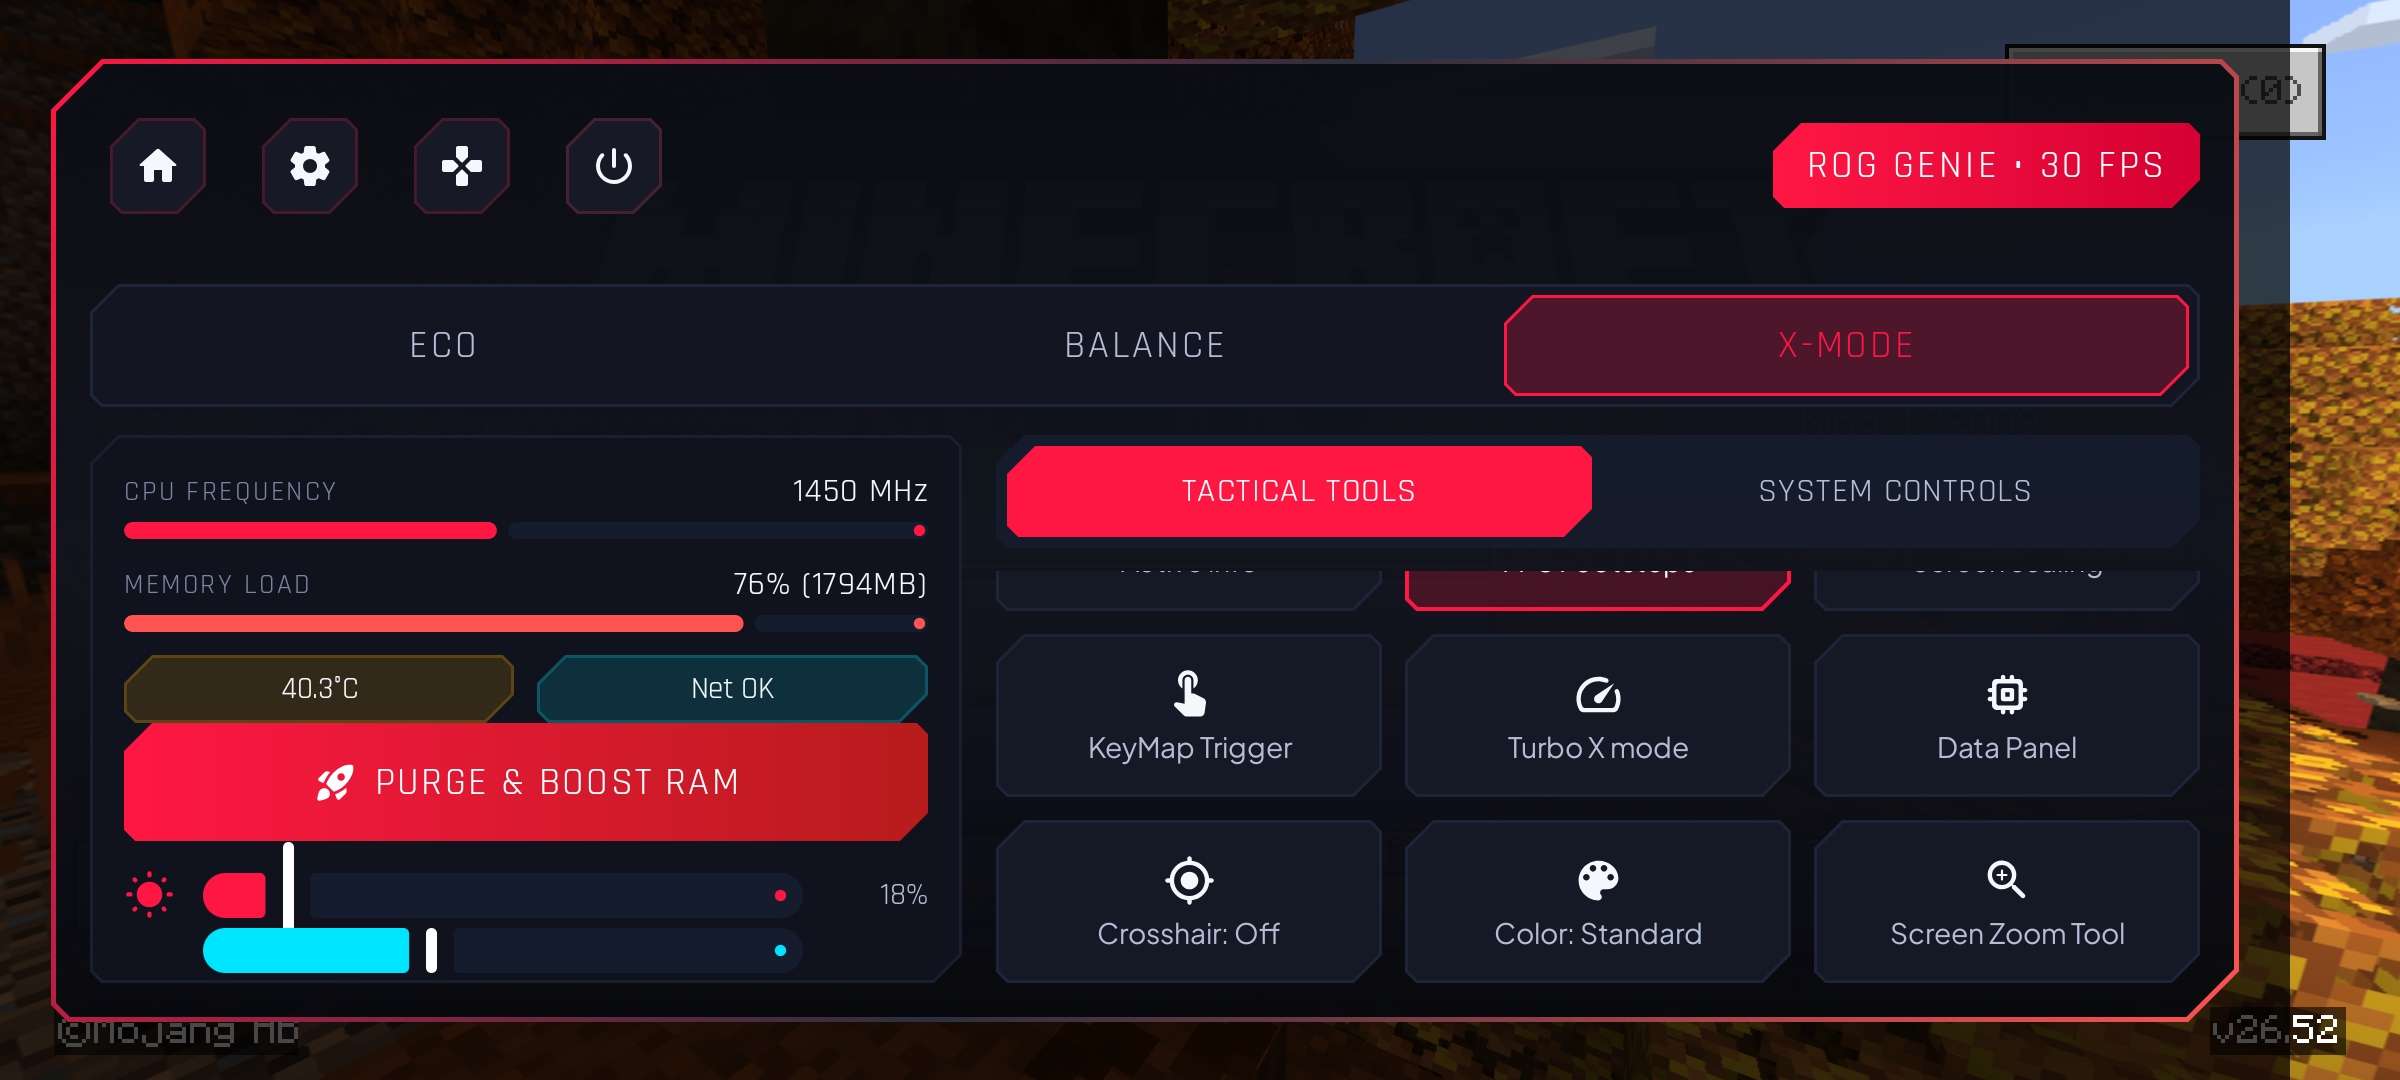 ROG GENIE · 30 FPS
ECO
BALANCE
X-MODE
CPU FREQUENCY
1450 MHz
MEMORY LOAD
76% (1794MB)
40.3°C
Net OK
PURGE & BOOST RAM
18%
TACTICAL TOOLS
SYSTEM CONTROLS
Screen Scaling
KeyMap Trigger
Turbo X mode
Data Panel
Crosshair: Off
Color: Standard
Screen Zoom Tool
©Mojang AB
v26.52